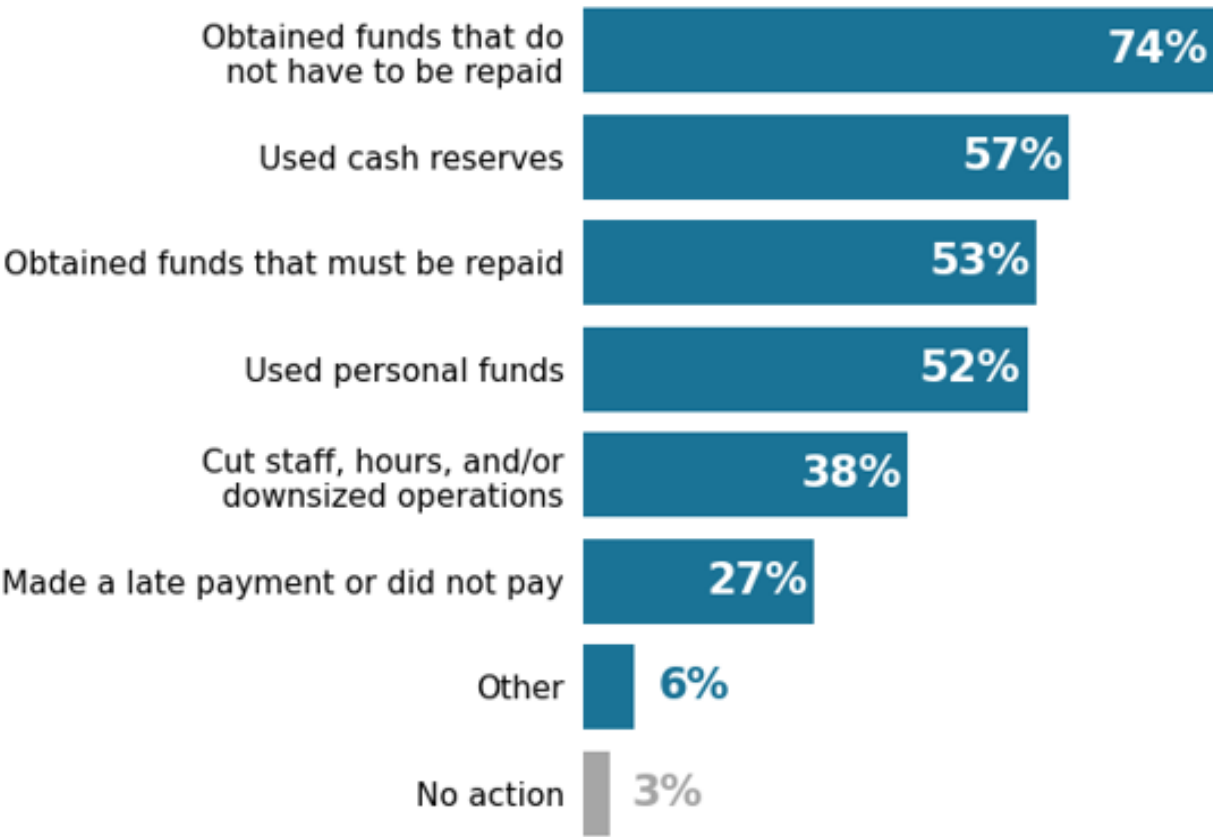 Obtained funds that do
not have to be repaid
74%
Used cash reserves
57%
Obtained funds that must be repaid
53%
Used personal funds
52%
Cut staff, hours, and/or
downsized operations
38%
Made a late payment or did not pay
27%
Other
6%
No action
3%